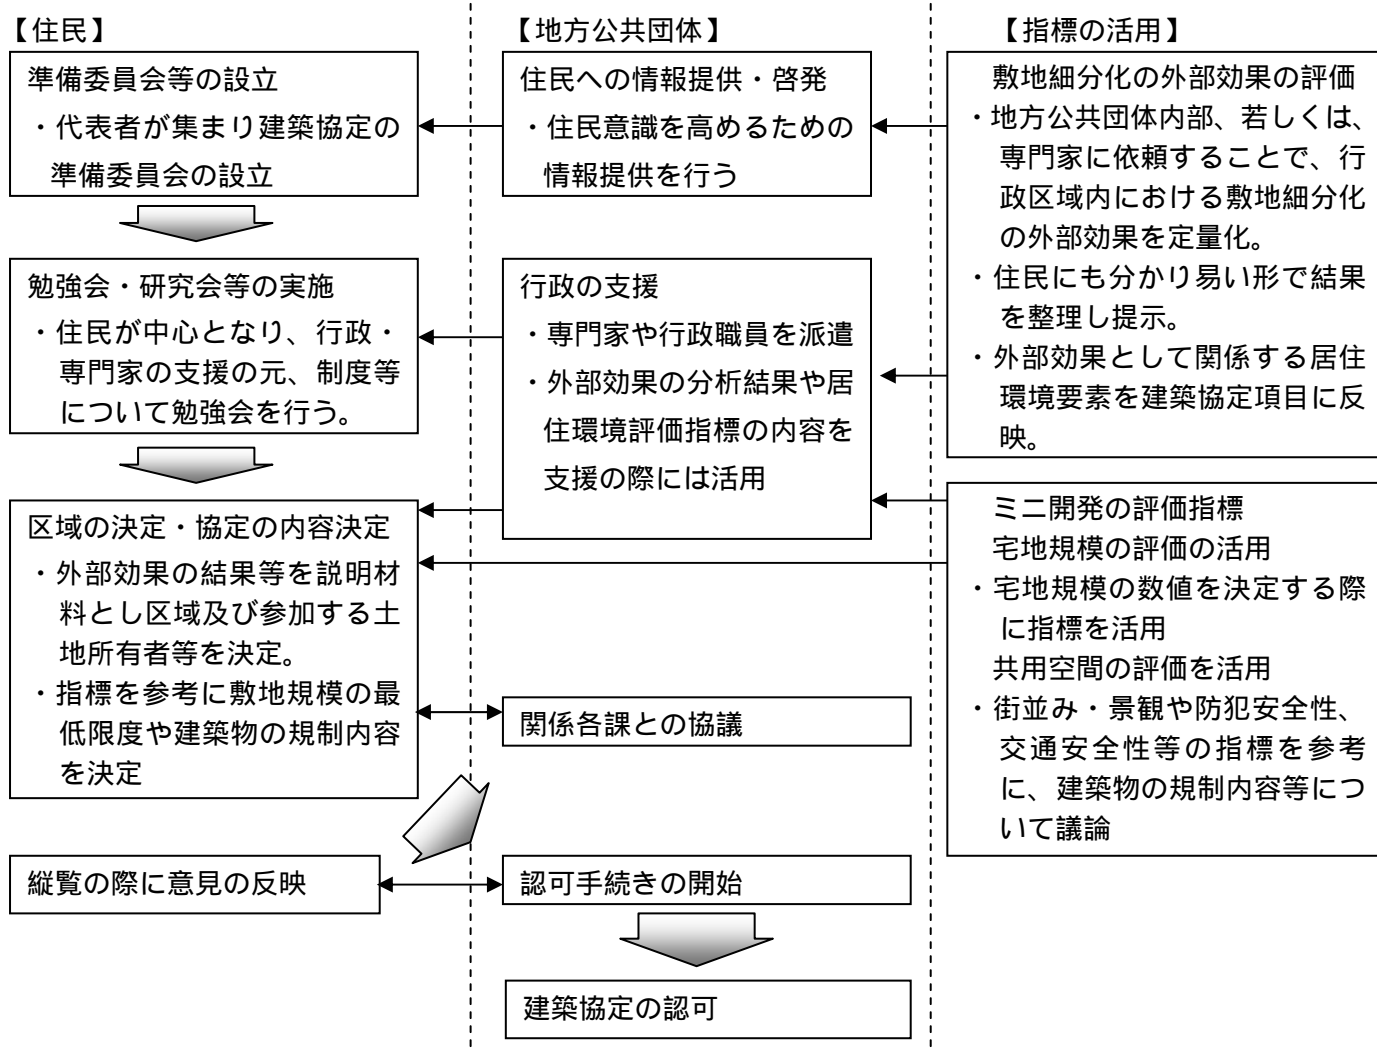 【住民】
準備委員会等の設立
・代表者が集まり建築協定の
準備委員会の設立
勉強会・研究会等の実施
・住民が中心となり、行政・
専門家の支援の元、制度等
について勉強会を行う。
区域の決定・協定の内容決定
・外部効果の結果等を説明材
料とし区域及び参加する土
地所有者等を決定。
・指標を参考に敷地規模の最
低限度や建築物の規制内容
を決定
縦覧の際に意見の反映
【地方公共団体】
住民への情報提供・啓発
・住民意識を高めるための
情報提供を行う
行政の支援
・専門家や行政職員を派遣
・外部効果の分析結果や居
住環境評価指標の内容を
支援の際には活用
関係各課との協議
認可手続きの開始
建築協定の認可
【指標の活用】
敷地細分化の外部効果の評価
・地方公共団体内部、若しくは、
専門家に依頼することで、行
政区域内における敷地細分化
の外部効果を定量化。
・住民にも分かり易い形で結果
を整理し提示。
・外部効果として関係する居住
環境要素を建築協定項目に反
映。
ミニ開発の評価指標
宅地規模の評価の活用
・宅地規模の数値を決定する際
に指標を活用
共用空間の評価を活用
・街並み・景観や防犯安全性、
交通安全性等の指標を参考
に、建築物の規制内容等につ
いて議論